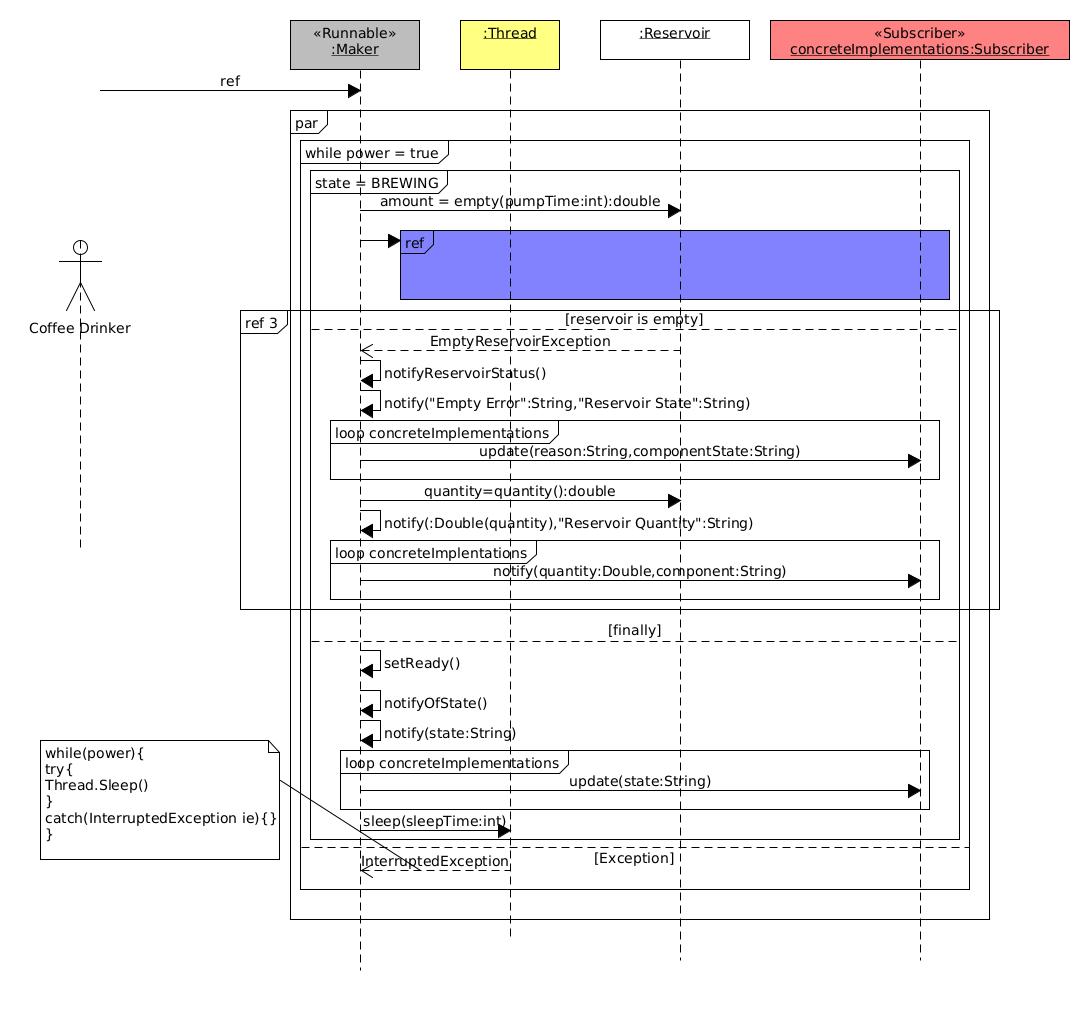 «Runnable»
:Maker
:Thread
:Reservoir
«Subscriber»
concreteImplementations:Subscriber
ref
par
while power = true
state = BREWING
amount = empty(pumpTime:int):double
ref
Coffee Drinker
ref 3
[reservoir is empty]
EmptyReservoirException
notifyReservoirStatus()
notify("Empty Error":String,"Reservoir State":String)
loop concreteImplementations
update(reason:String,componentState:String)
quantity=quantity():double
notify(:Double(quantity),"Reservoir Quantity":String)
loop concreteImplentations
notify(quantity:Double,component:String)
[finally]
setReady()
notifyOfState()
notify(state:String)
loop concreteImplementations
update(state:String)
while(power){
try{
Thread.Sleep()
}
catch(InterruptedException ie){}
}
sleep(sleepTime:int)
[Exception]
InterruptedException